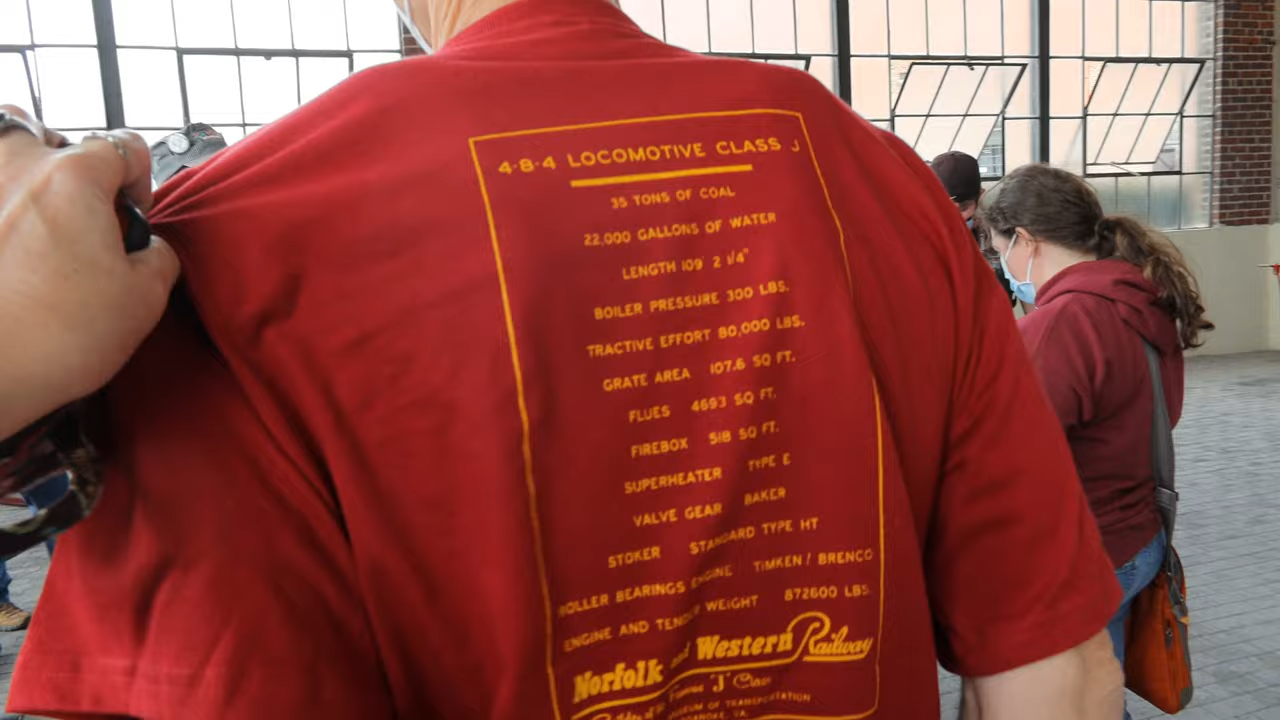 4-8-4 LOCOMOTIVE CLASS J
35 TONS OF COAL
22,000 GALLONS OF WATER
LENGTH 109' 2 1/4"
BOILER PRESSURE 300 LBS.
TRACTIVE EFFORT 80,000 LBS.
GRATE AREA 107.6 SQ FT.
FLUES 4693 SQ FT.
FIREBOX 518 SQ FT.
SUPERHEATER TYPE E
VALVE GEAR BAKER
STOKER STANDARD TYPE HT
ROLLER BEARINGS ENGINE TIMKEN / BRENCO
ENGINE AND TENDER WEIGHT 872600 LBS.
Norfolk and Western Railway
Famous "J" Class
MUSEUM OF TRANSPORTATION
ROANOKE, VA.